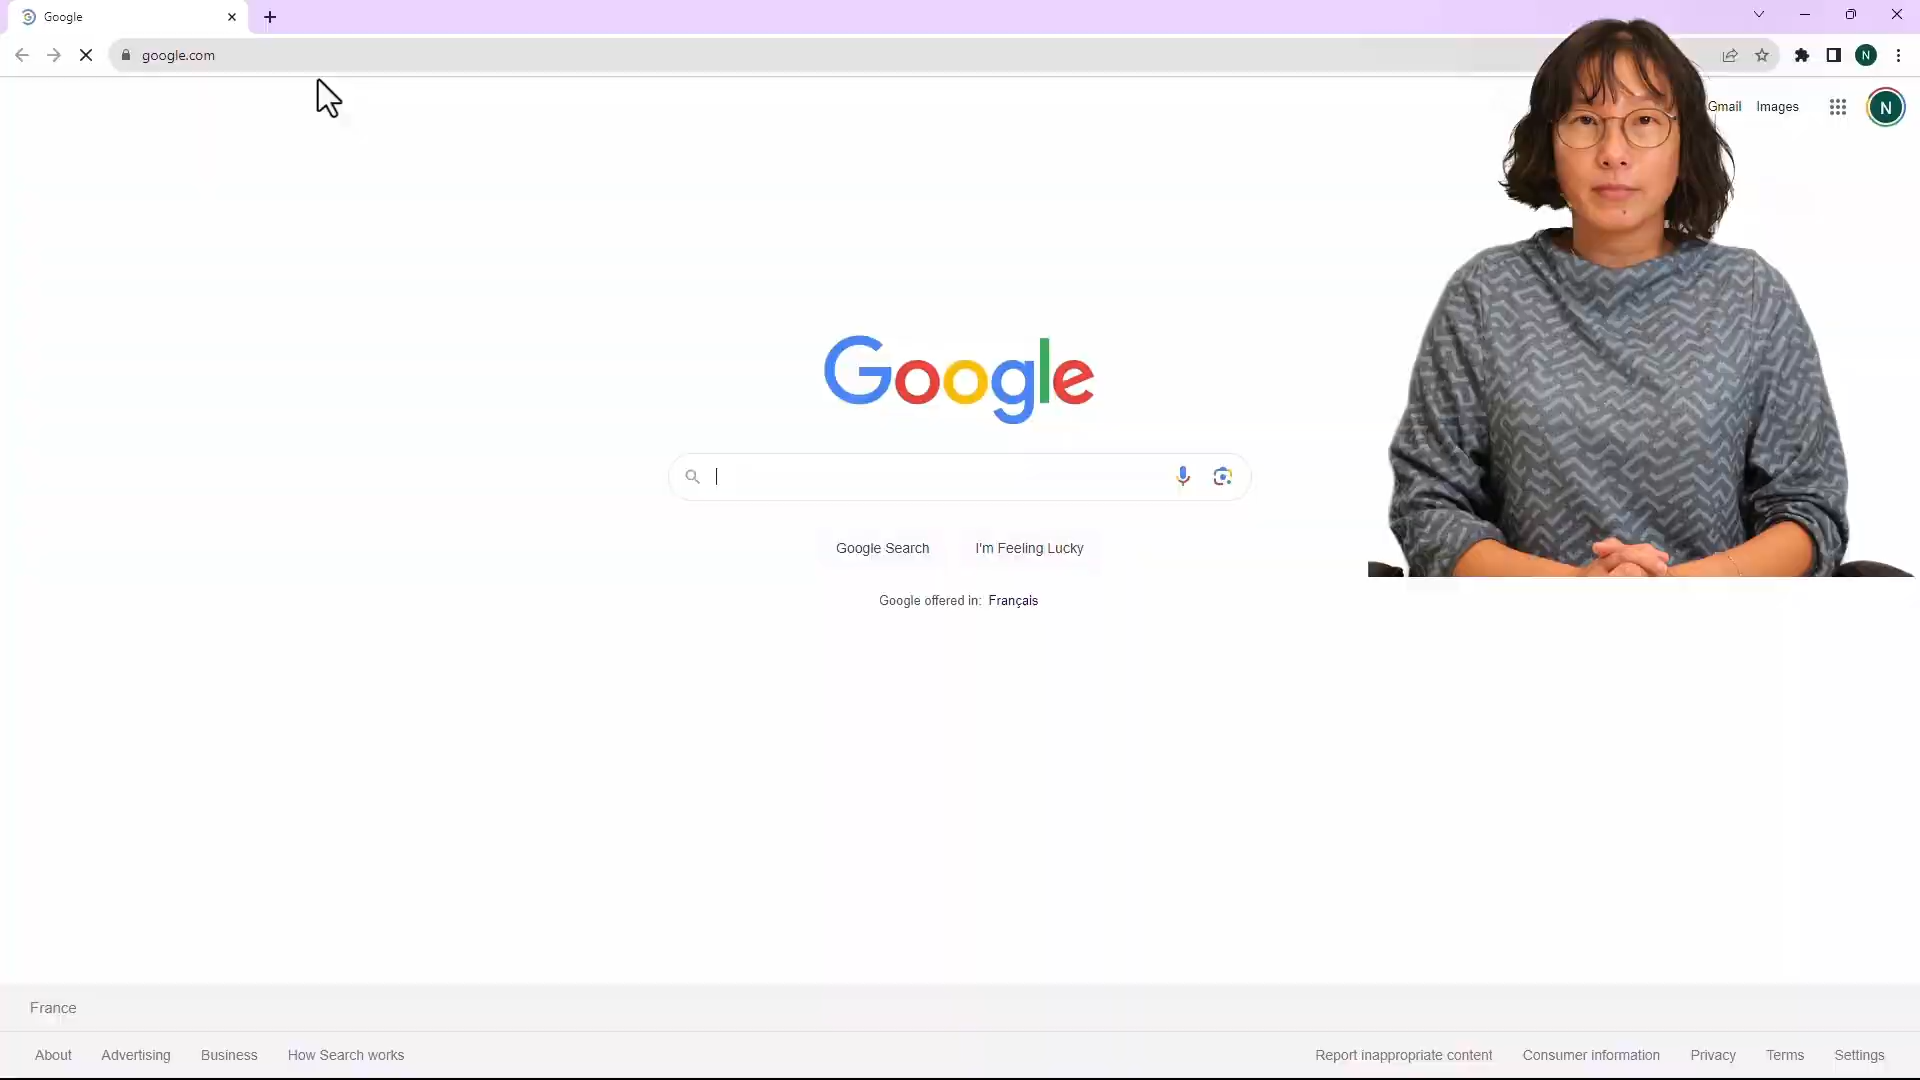 Google
google.com
N
Gmail Images
N
Google
Google Search I'm Feeling Lucky
Google offered in: Français
France
About Advertising Business How Search works
Report inappropriate content Consumer information Privacy Terms Settings